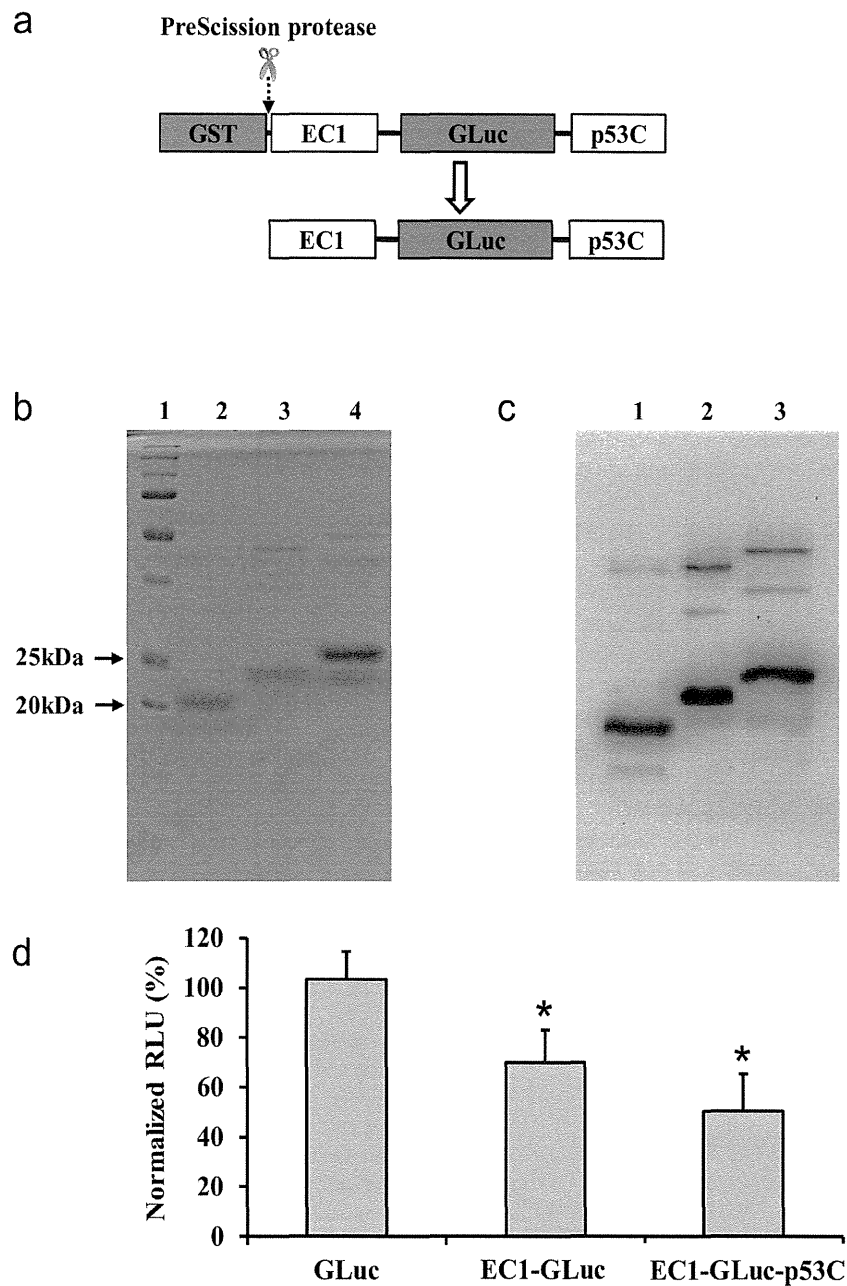 a
PreScission protease
GST EC1 GLuc p53C
EC1 GLuc p53C
b 1 2 3 4
c 1 2 3
25kDa
20kDa
d
Normalized RLU (%)
120
100
80
60
40
20
0
* *
GLuc EC1-GLuc EC1-GLuc-p53C